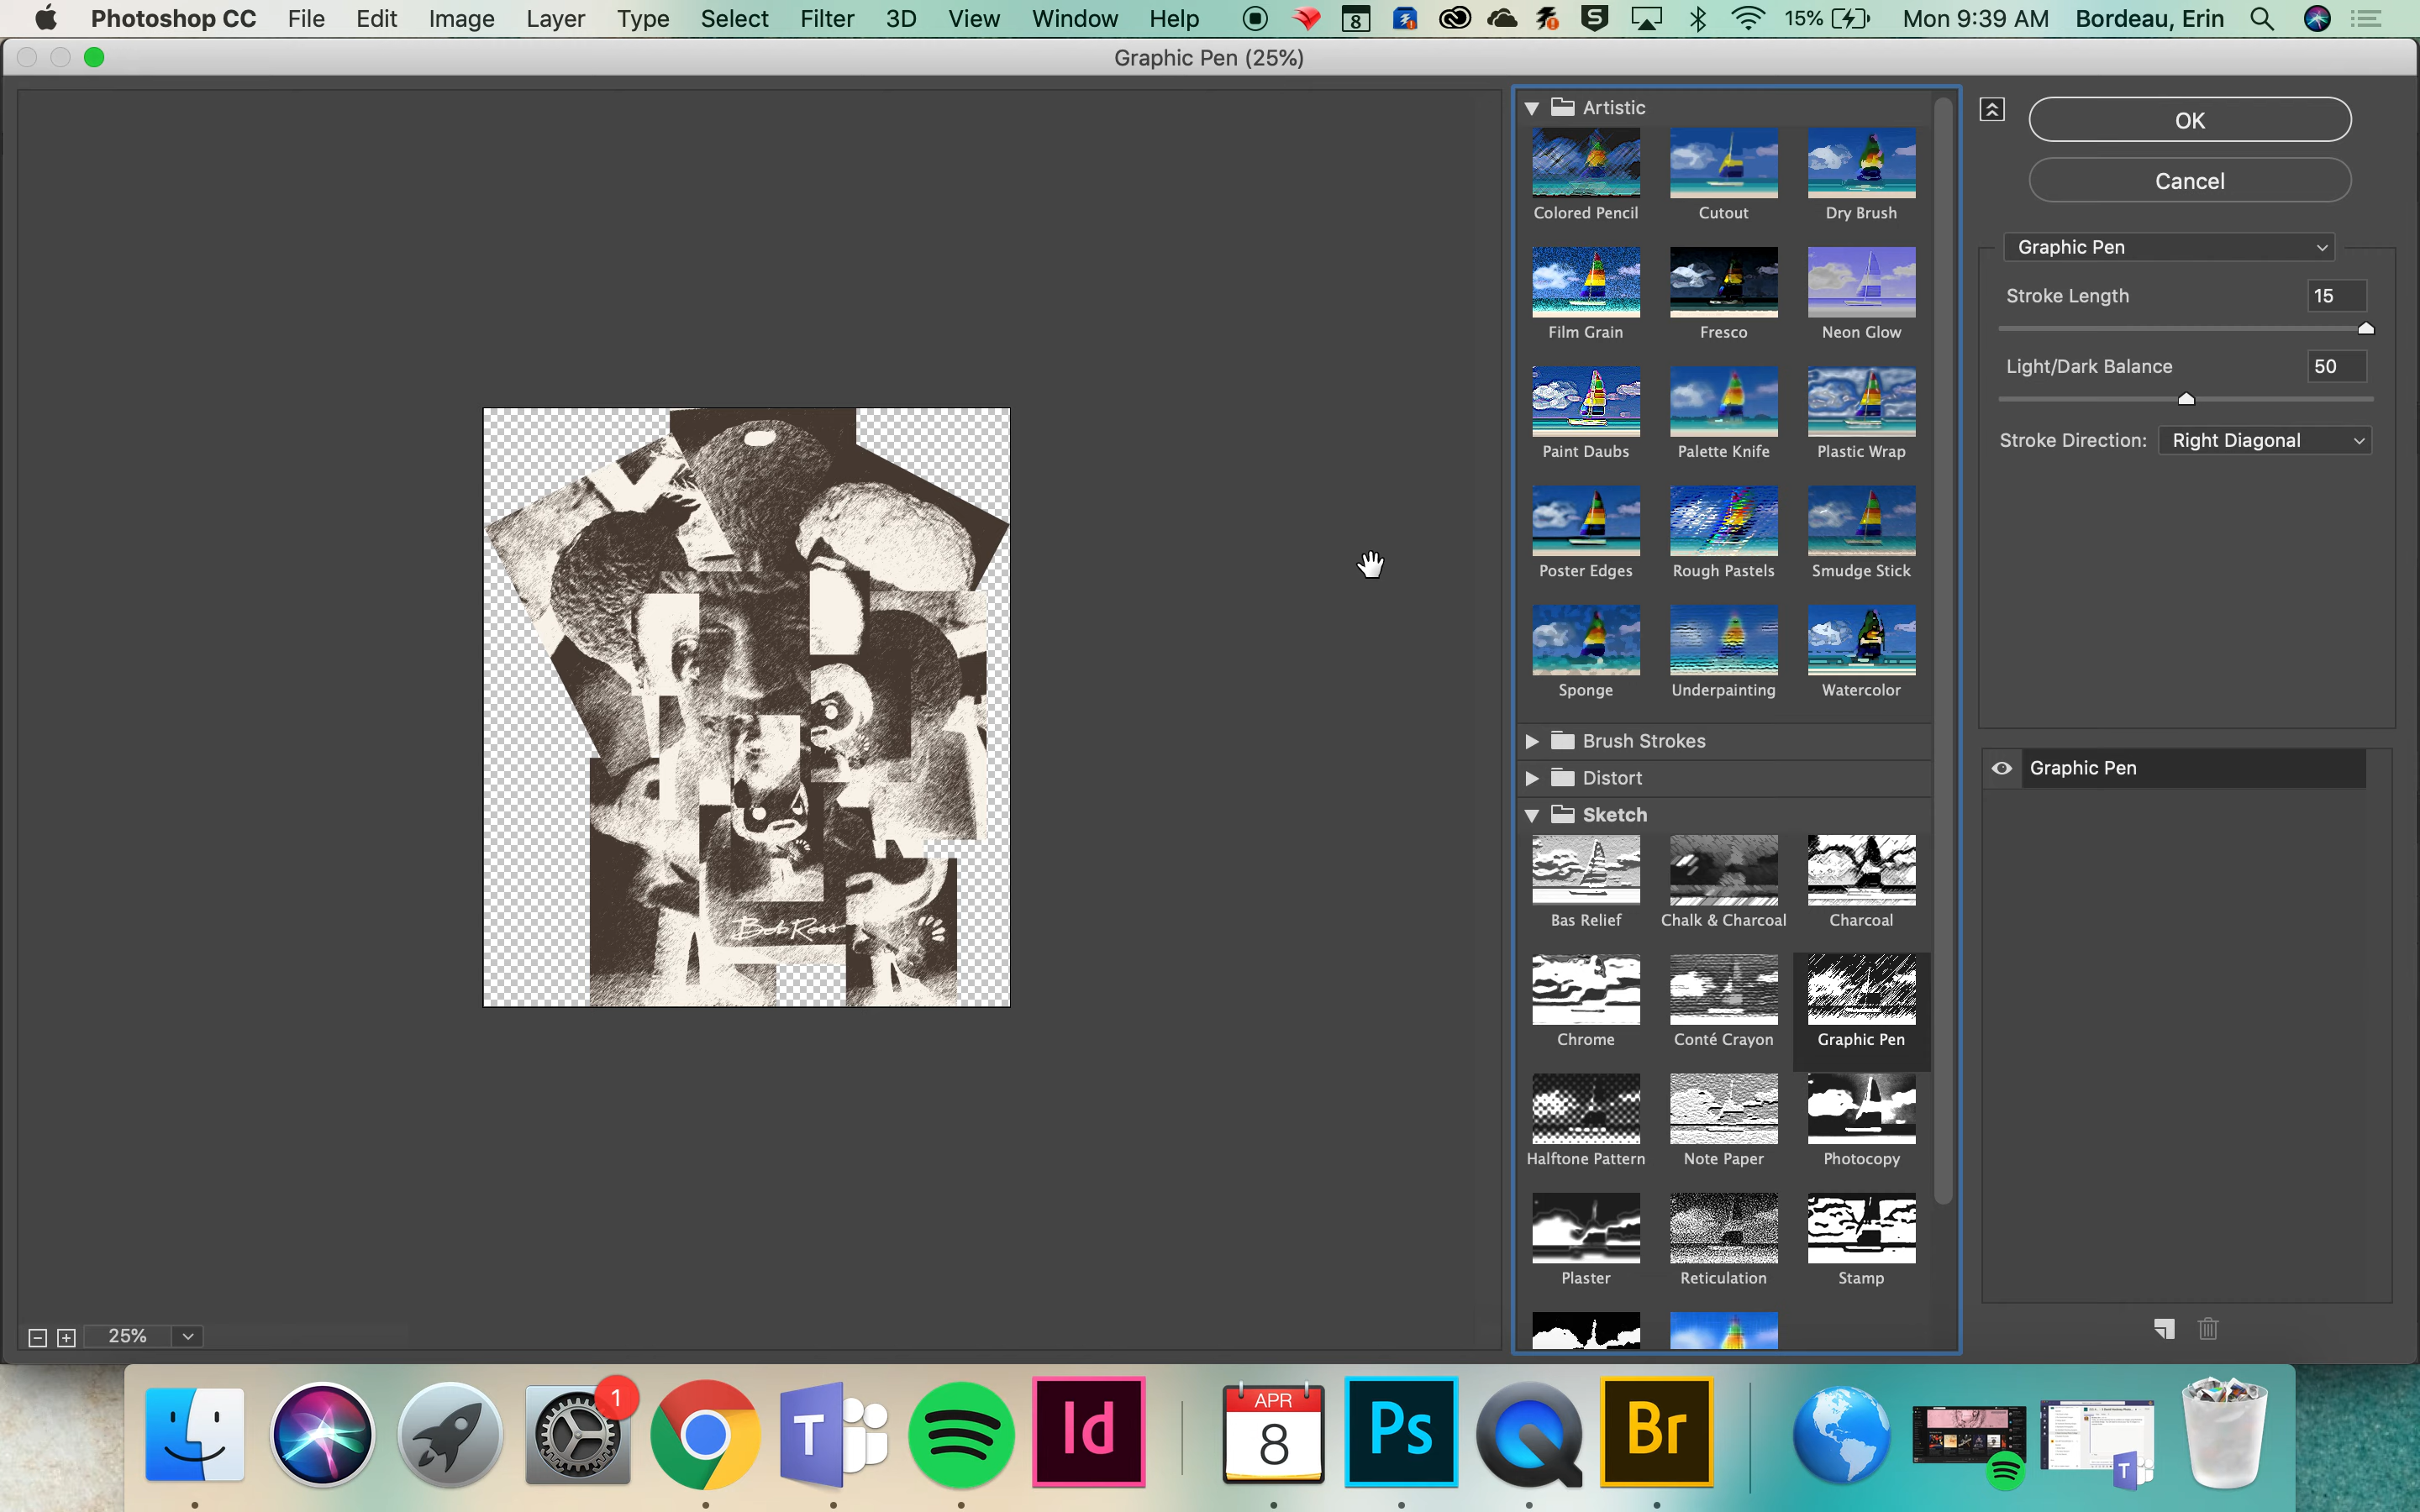 Photoshop CC File Edit Image Layer Type Select Filter 3D View Window Help 8 S 15% Mon 9:39 AM Bordeau, Erin
Graphic Pen (25%)
Artistic
Colored Pencil Cutout Dry Brush
Film Grain Fresco Neon Glow
Paint Daubs Palette Knife Plastic Wrap
Poster Edges Rough Pastels Smudge Stick
Sponge Underpainting Watercolor
Brush Strokes
Distort
Sketch
Bas Relief Chalk & Charcoal Charcoal
Chrome Conté Crayon Graphic Pen
Halftone Pattern Note Paper Photocopy
Plaster Reticulation Stamp
OK
Cancel
Graphic Pen
Stroke Length 15
Light/Dark Balance 50
Stroke Direction: Right Diagonal
Graphic Pen
Bob Ross
25%
1 T Id APR 8 Ps Br T